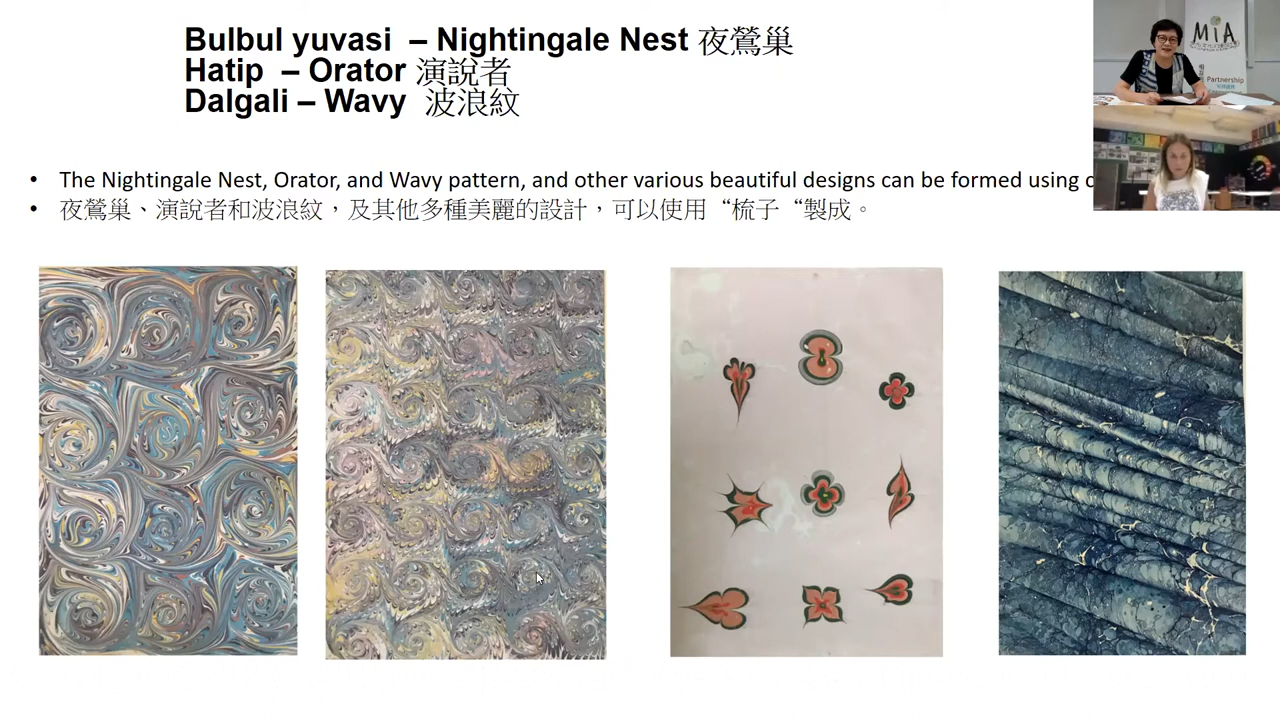 Bulbul yuvasi – Nightingale Nest 夜鶯巢
Hatip – Orator 演說者
Dalgali – Wavy 波浪紋
MiA
Partnership
• The Nightingale Nest, Orator, and Wavy pattern, and other various beautiful designs can be formed using
• 夜鶯巢、演說者和波浪紋，及其他多種美麗的設計，可以使用“梳子“製成。